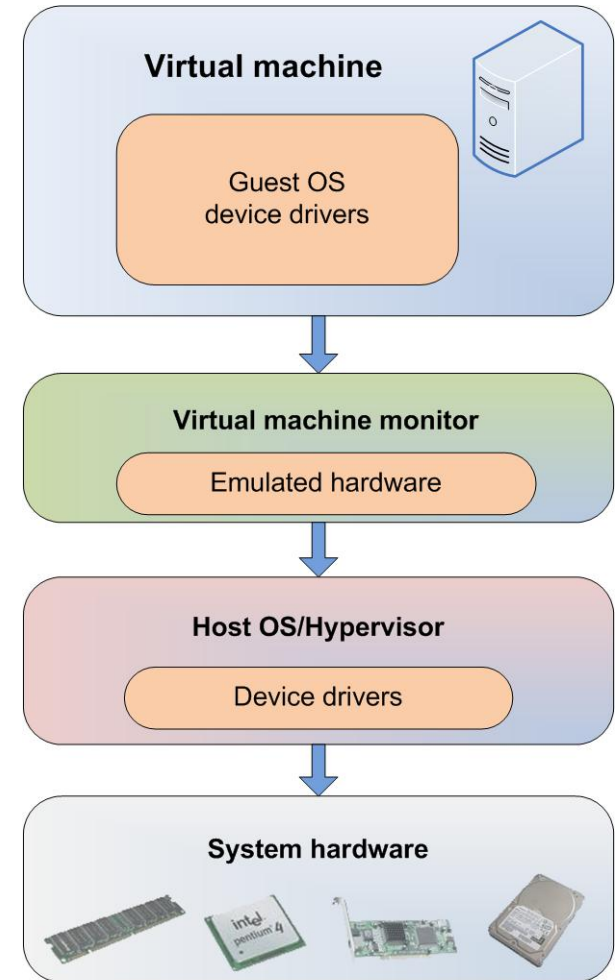 Virtual machine
Guest OS
device drivers
Virtual machine monitor
Emulated hardware
Host OS/Hypervisor
Device drivers
System hardware
intel
pentium 4